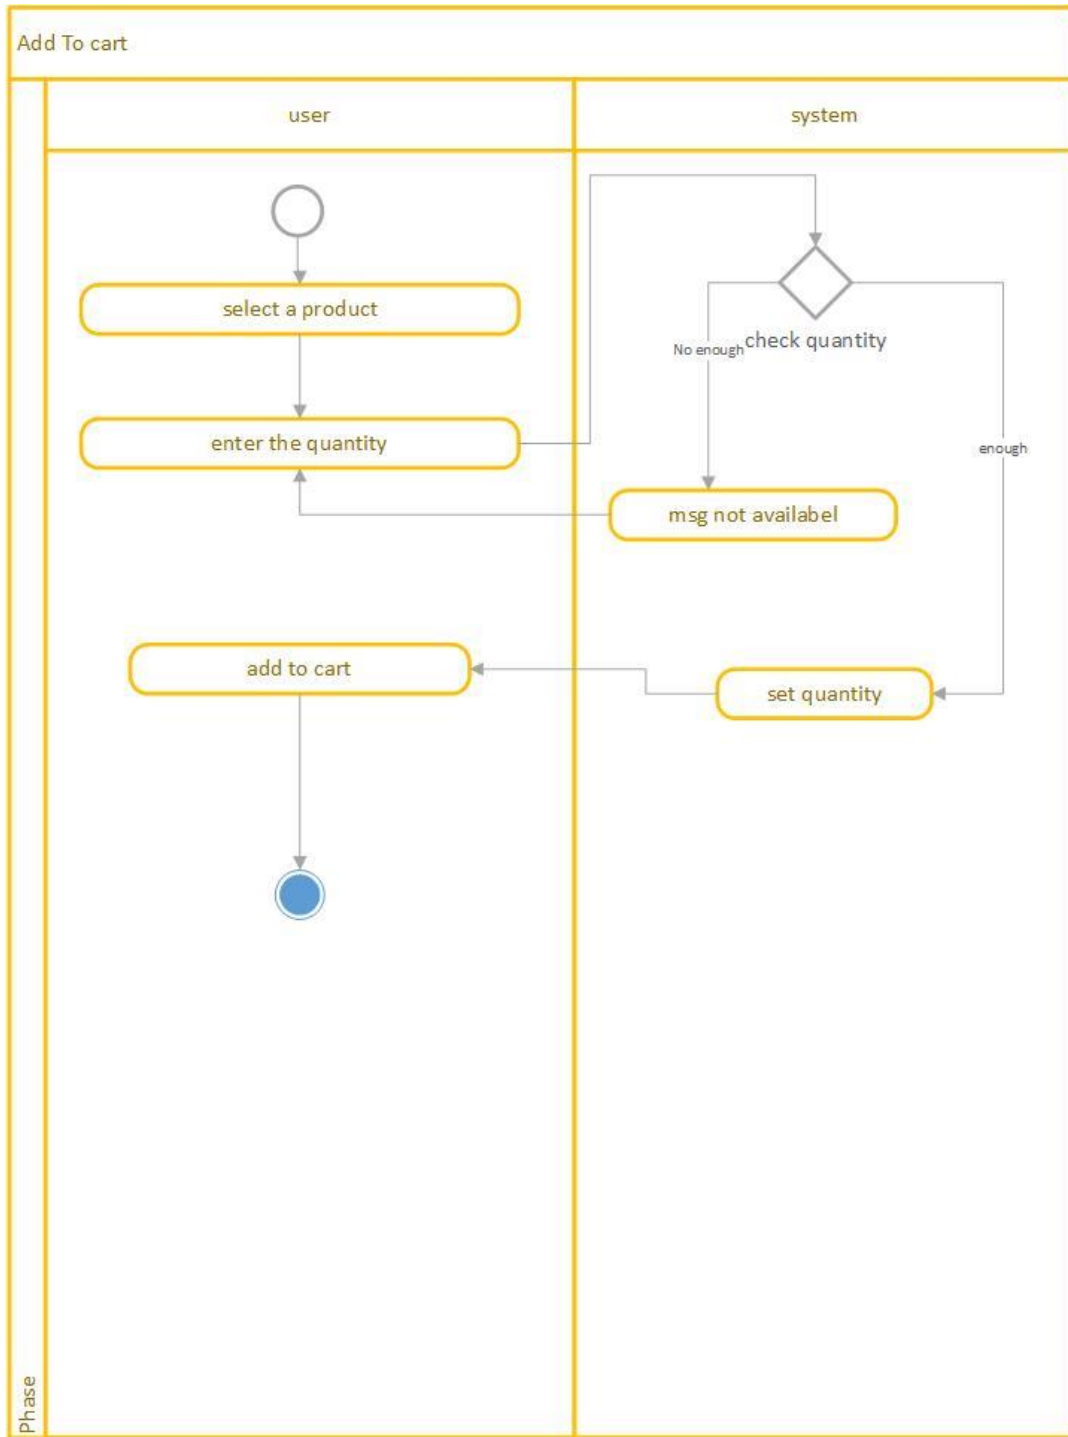 Add To cart
user
system
select a product
check quantity
No enough
enter the quantity
enough
msg not availabel
add to cart
set quantity
Phase